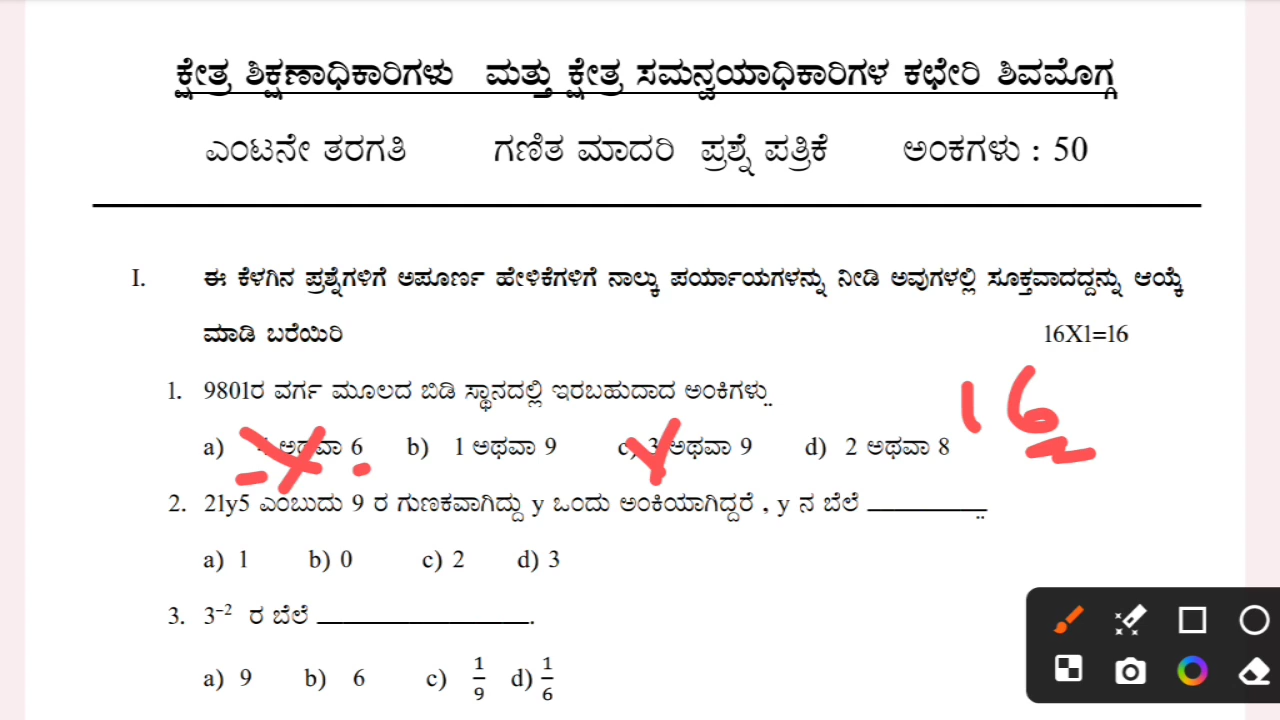 ಕ್ಷೇತ್ರ ಶಿಕ್ಷಣಾಧಿಕಾರಿಗಳು ಮತ್ತು ಕ್ಷೇತ್ರ ಸಮನ್ವಯಾಧಿಕಾರಿಗಳ ಕಛೇರಿ ಶಿವಮೊಗ್ಗ
ಎಂಟನೇ ತರಗತಿ ಗಣಿತ ಮಾದರಿ ಪ್ರಶ್ನೆ ಪತ್ರಿಕೆ ಅಂಕಗಳು : 50
I. ಈ ಕೆಳಗಿನ ಪ್ರಶ್ನೆಗಳಿಗೆ ಅಪೂರ್ಣ ಹೇಳಿಕೆಗಳಿಗೆ ನಾಲ್ಕು ಪರ್ಯಾಯಗಳನ್ನು ನೀಡಿ ಅವುಗಳಲ್ಲಿ ಸೂಕ್ತವಾದದ್ದನ್ನು ಆಯ್ಕೆ
ಮಾಡಿ ಬರೆಯಿರಿ 16X1=16
1. 9801ರ ವರ್ಗ ಮೂಲದ ಬಿಡಿ ಸ್ಥಾನದಲ್ಲಿ ಇರಬಹುದಾದ ಅಂಕಿಗಳು 16
a) ಅಥವಾ 6 b) 1 ಅಥವಾ 9 c) 3 ಅಥವಾ 9 d) 2 ಅಥವಾ 8
2. 21y5 ಎಂಬುದು 9 ರ ಗುಣಕವಾಗಿದ್ದು y ಒಂದು ಅಂಕಿಯಾಗಿದ್ದರೆ , y ನ ಬೆಲೆ ________
a) 1 b) 0 c) 2 d) 3
3. 3⁻² ರ ಬೆಲೆ ______________.
a) 9 b) 6 c) 1/9 d) 1/6